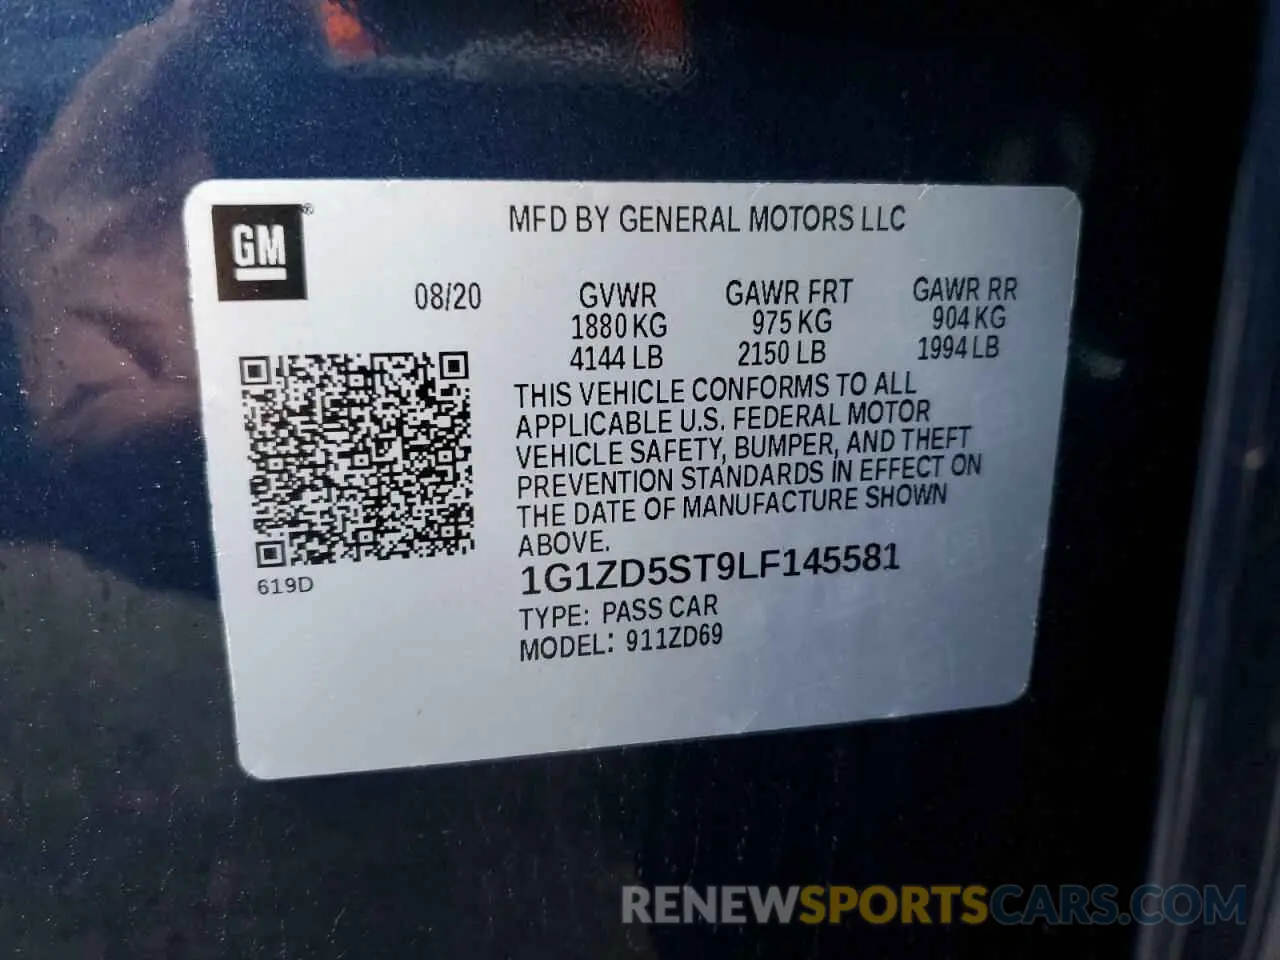 GM®
MFD BY GENERAL MOTORS LLC
08/20 GVWR GAWR FRT GAWR RR
1880 KG 975 KG 904 KG
4144 LB 2150 LB 1994 LB
THIS VEHICLE CONFORMS TO ALL
APPLICABLE U.S. FEDERAL MOTOR
VEHICLE SAFETY, BUMPER, AND THEFT
PREVENTION STANDARDS IN EFFECT ON
THE DATE OF MANUFACTURE SHOWN
ABOVE.
619D
1G1ZD5ST9LF145581
TYPE: PASS CAR
MODEL: 911ZD69
RENEWSPORTSCARS.COM